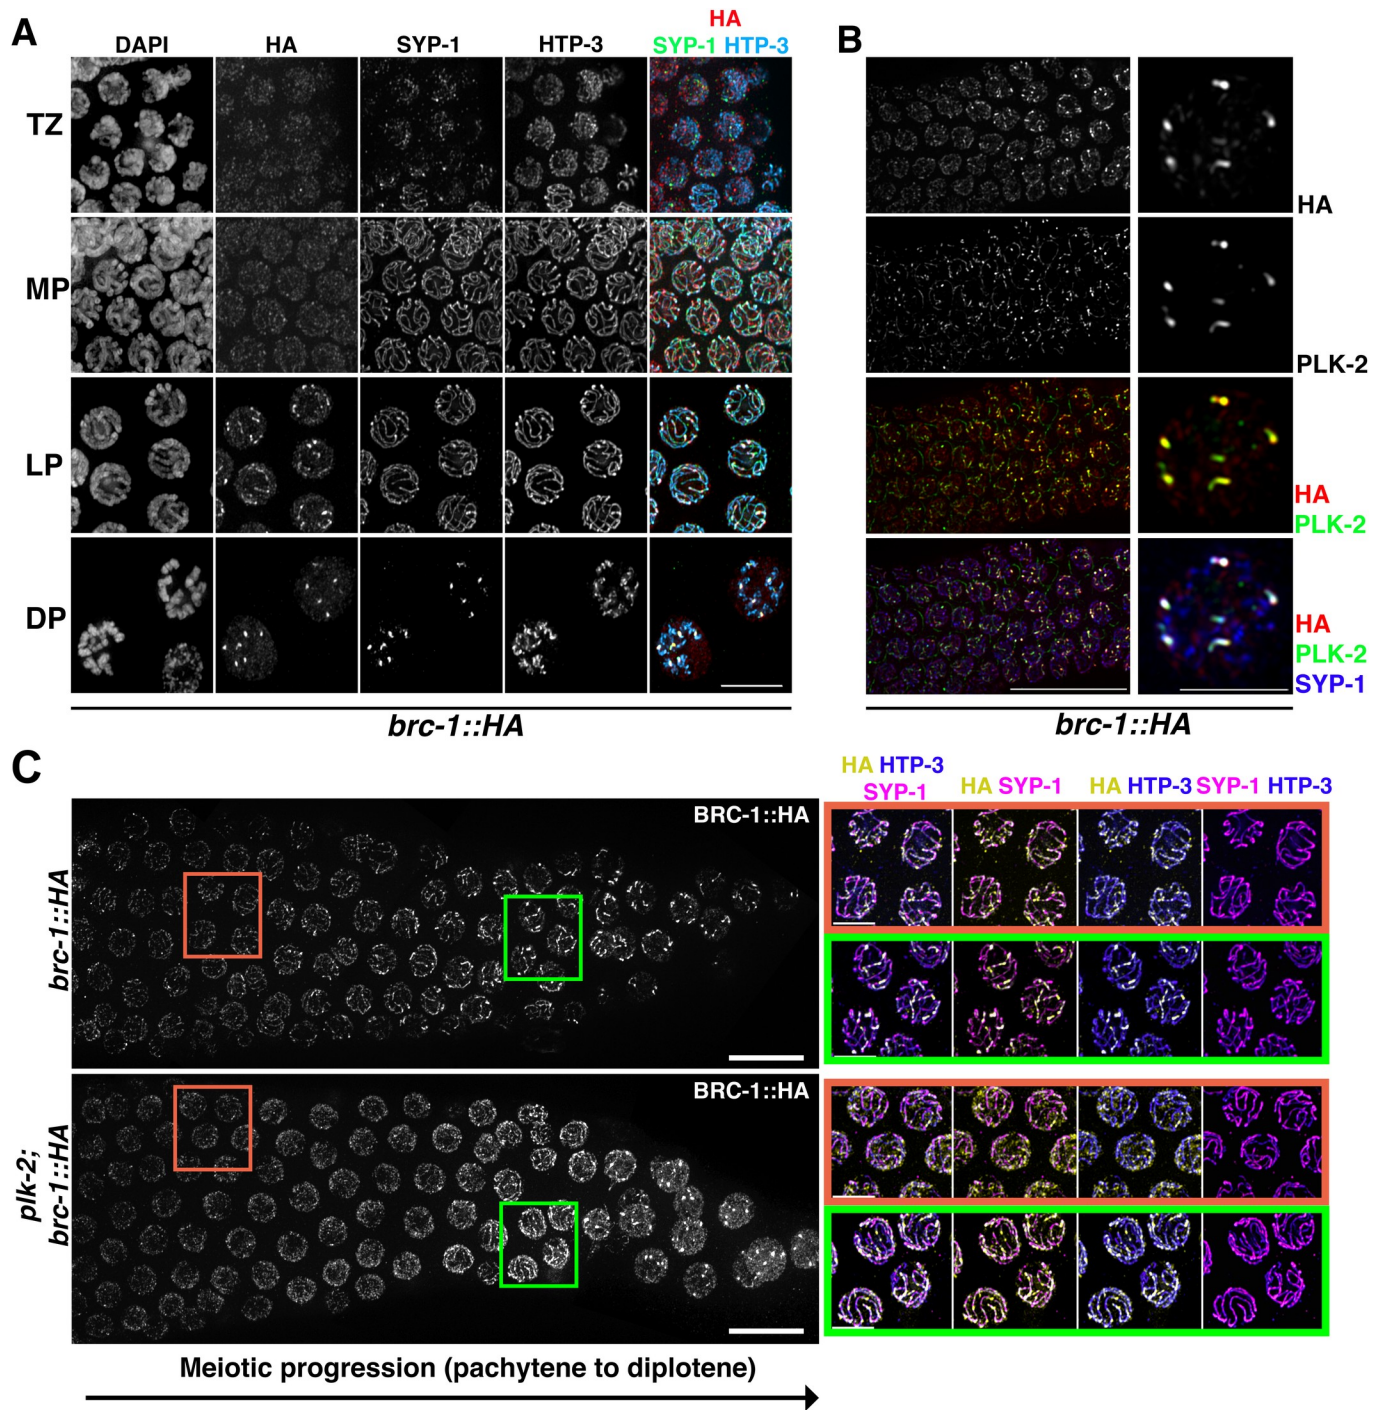 A
DAPI HA SYP-1 HTP-3
HA
SYP-1 HTP-3
TZ
MP
LP
DP
brc-1::HA
B
HA
PLK-2
HA
PLK-2
HA
PLK-2
SYP-1
brc-1::HA
C
BRC-1::HA
brc-1::HA
HA HTP-3
SYP-1
HA SYP-1
HA HTP-3
SYP-1 HTP-3
BRC-1::HA
plk-2;
brc-1::HA
Meiotic progression (pachytene to diplotene)